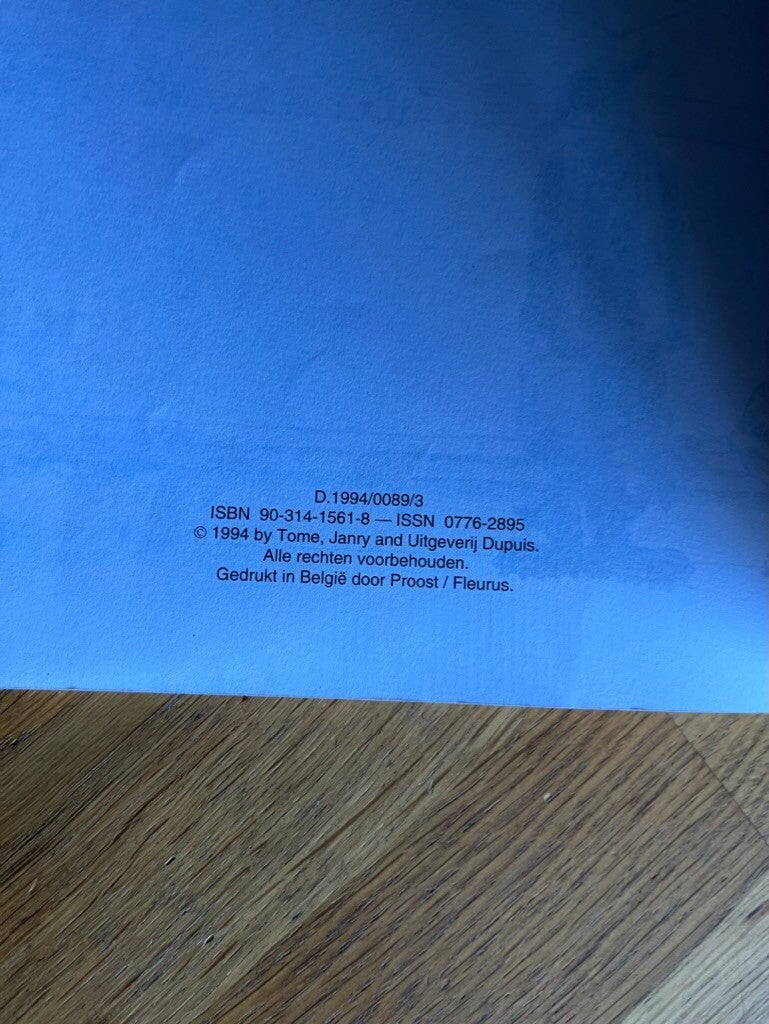 D.1994/0089/3
ISBN 90-314-1561-8 — ISSN 0776-2895
© 1994 by Tome, Janry and Uitgeverij Dupuis.
Alle rechten voorbehouden.
Gedrukt in België door Proost / Fleurus.